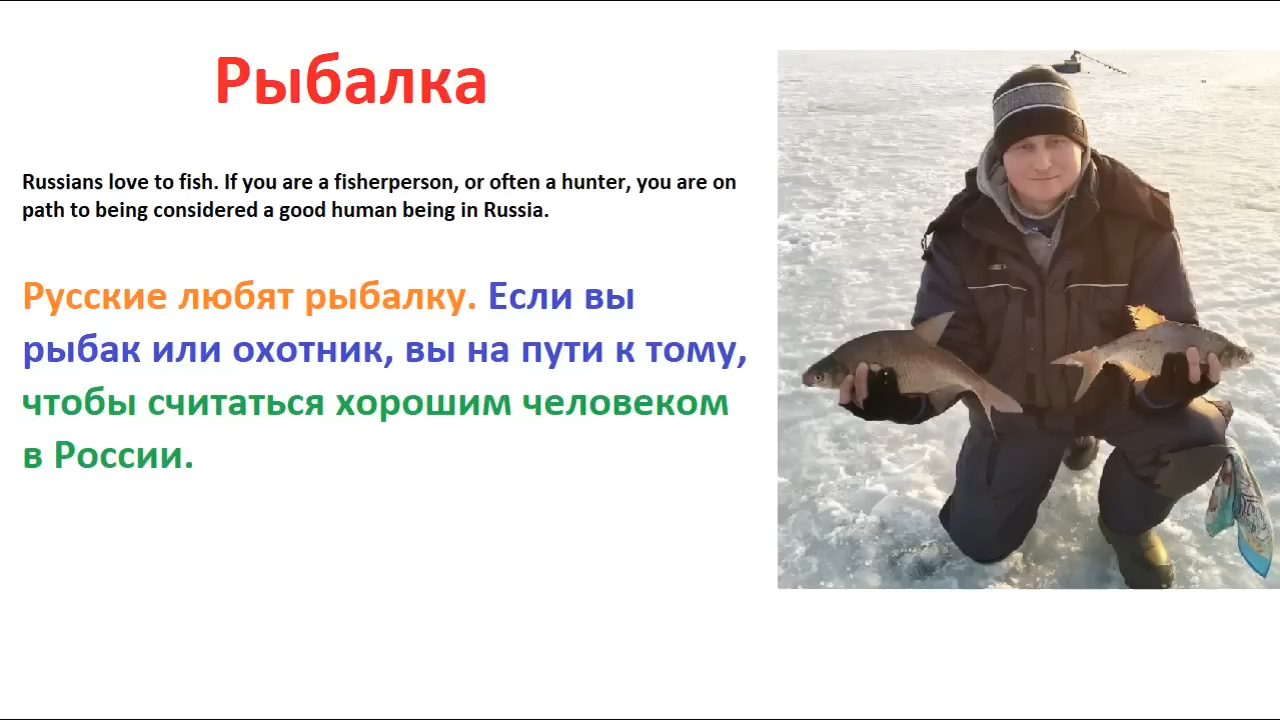 Рыбалка
Russians love to fish. If you are a fisherperson, or often a hunter, you are on
path to being considered a good human being in Russia.
Русские любят рыбалку. Если вы
рыбак или охотник, вы на пути к тому,
чтобы считаться хорошим человеком
в России.